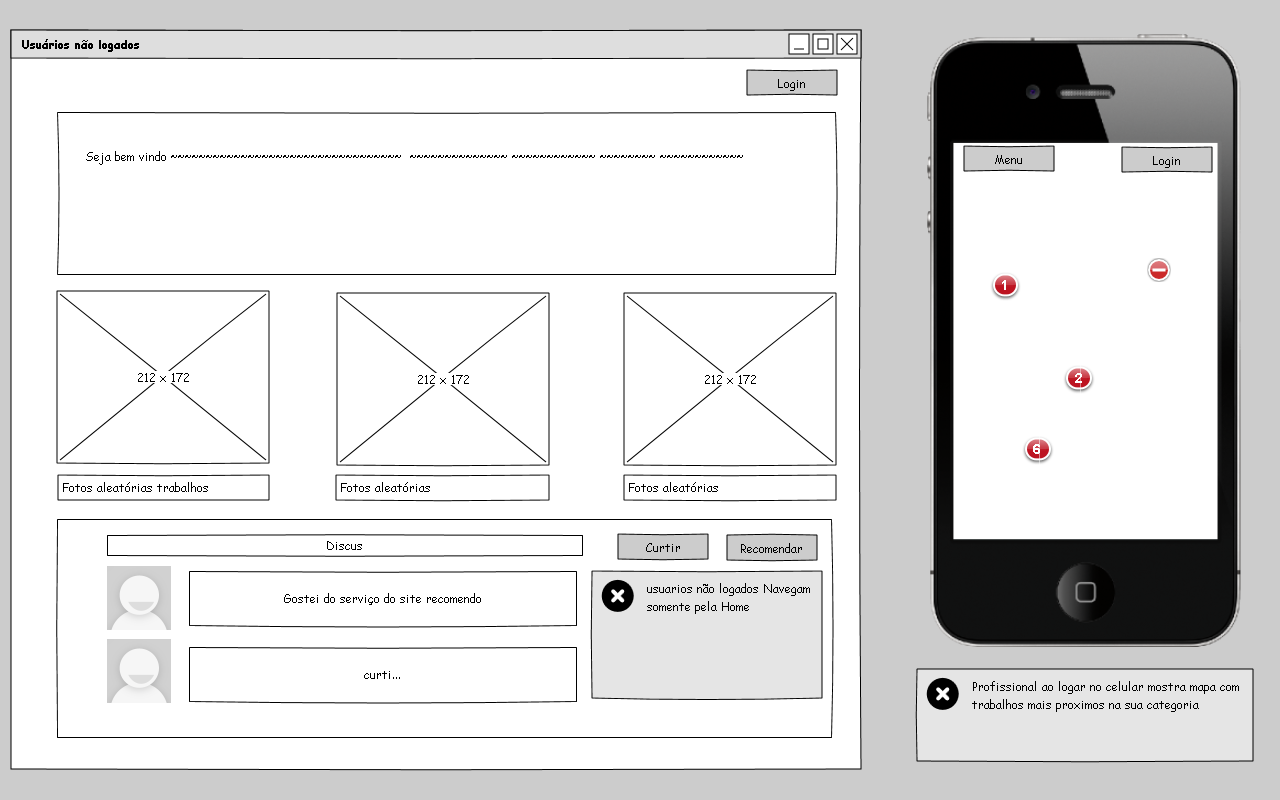 Usuários não logados
Login
Seja bem vindo
212 x 172
212 x 172
212 x 172
Fotos aleatórias trabalhos
Fotos aleatórias
Fotos aleatórias
Discus
Curtir
Recomendar
Gostei do serviço do site recomendo
curti...
usuarios não logados Navegam
somente pela Home
Menu
Login
1
2
6
Profissional ao logar no celular mostra mapa com
trabalhos mais proximos na sua categoria